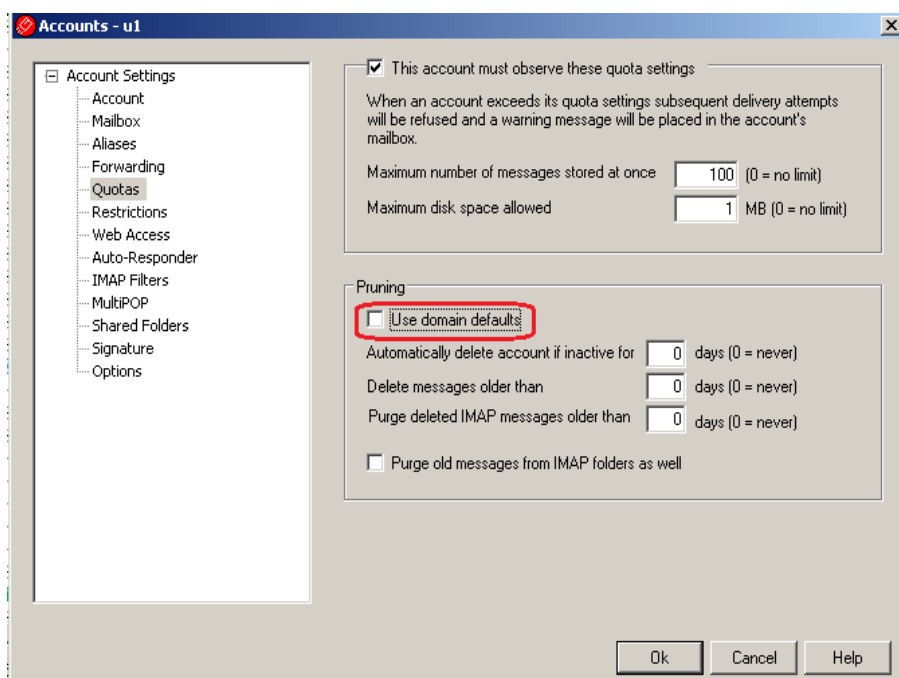 Accounts - u1
Account Settings
Account
Mailbox
Aliases
Forwarding
Quotas
Restrictions
Web Access
Auto-Responder
IMAP Filters
MultiPOP
Shared Folders
Signature
Options
This account must observe these quota settings
When an account exceeds its quota settings subsequent delivery attempts
will be refused and a warning message will be placed in the account's
mailbox.
Maximum number of messages stored at once 100 (0 = no limit)
Maximum disk space allowed 1 MB (0 = no limit)
Pruning
Use domain defaults
Automatically delete account if inactive for 0 days (0 = never)
Delete messages older than 0 days (0 = never)
Purge deleted IMAP messages older than 0 days (0 = never)
Purge old messages from IMAP folders as well
Ok Cancel Help